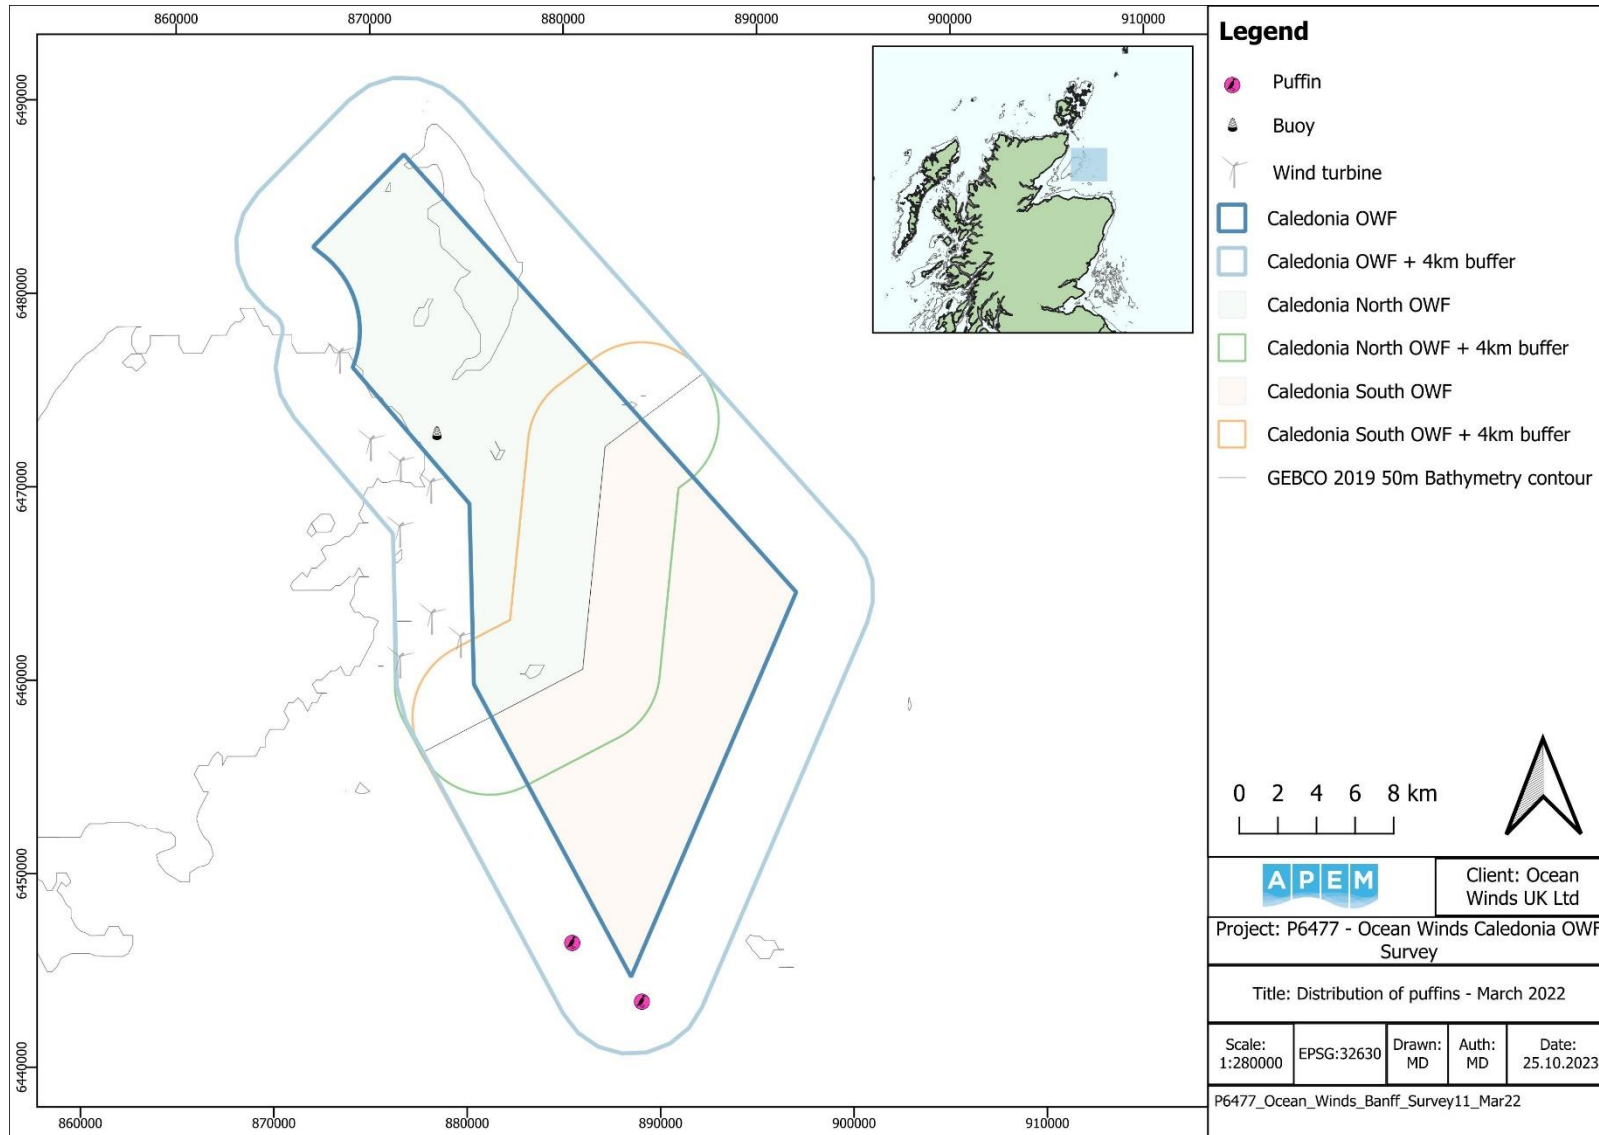 860000 870000 880000 890000 900000 910000
6490000
6480000
6470000
6460000
6450000
6440000
860000 870000 880000 890000 900000 910000
Legend
Puffin
Buoy
Wind turbine
Caledonia OWF
Caledonia OWF + 4km buffer
Caledonia North OWF
Caledonia North OWF + 4km buffer
Caledonia South OWF
Caledonia South OWF + 4km buffer
GEBCO 2019 50m Bathymetry contour
0 2 4 6 8 km
APEM
Client: Ocean
Winds UK Ltd
Project: P6477 - Ocean Winds Caledonia OWF
Survey
Title: Distribution of puffins - March 2022
Scale:
1:280000
EPSG:32630
Drawn:
MD
Auth:
MD
Date:
25.10.2023
P6477_Ocean_Winds_Banff_Survey11_Mar22